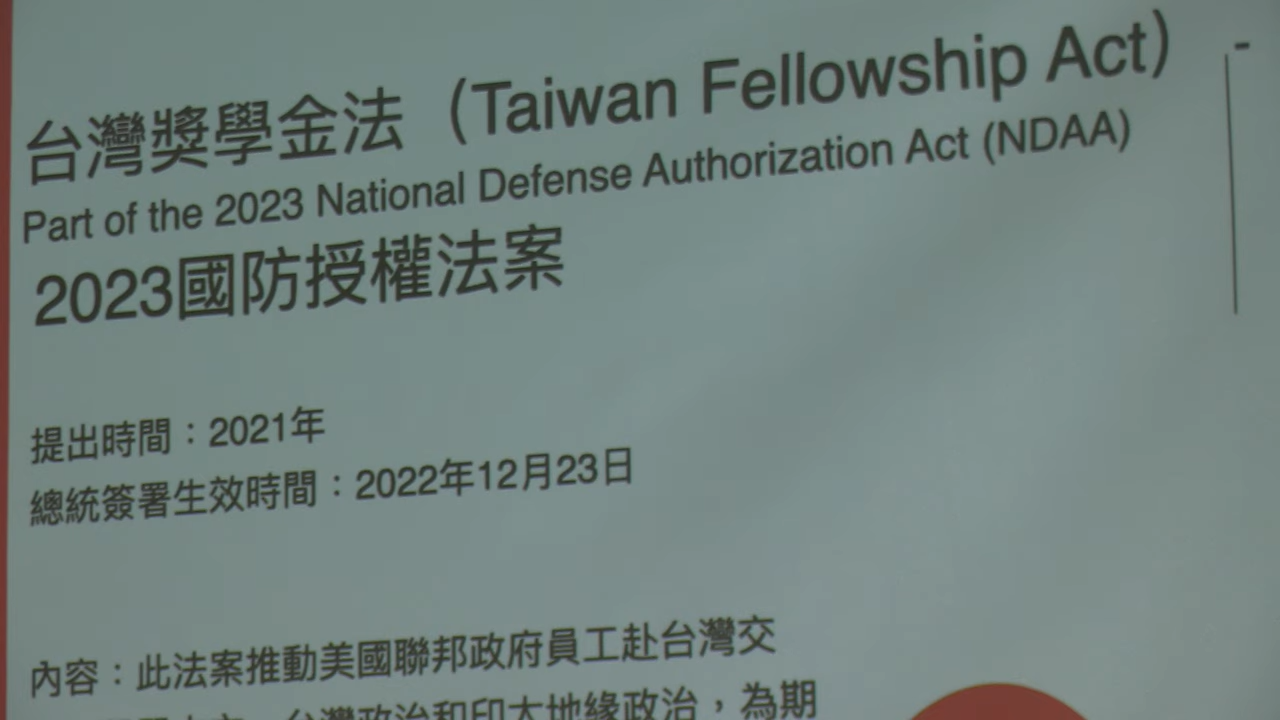 台灣獎學金法（Taiwan Fellowship Act）
Part of the 2023 National Defense Authorization Act (NDAA)
2023國防授權法案
提出時間：2021年
總統簽署生效時間：2022年12月23日
內容：此法案推動美國聯邦政府員工赴台灣交
台灣政治和印太地緣政治，為期